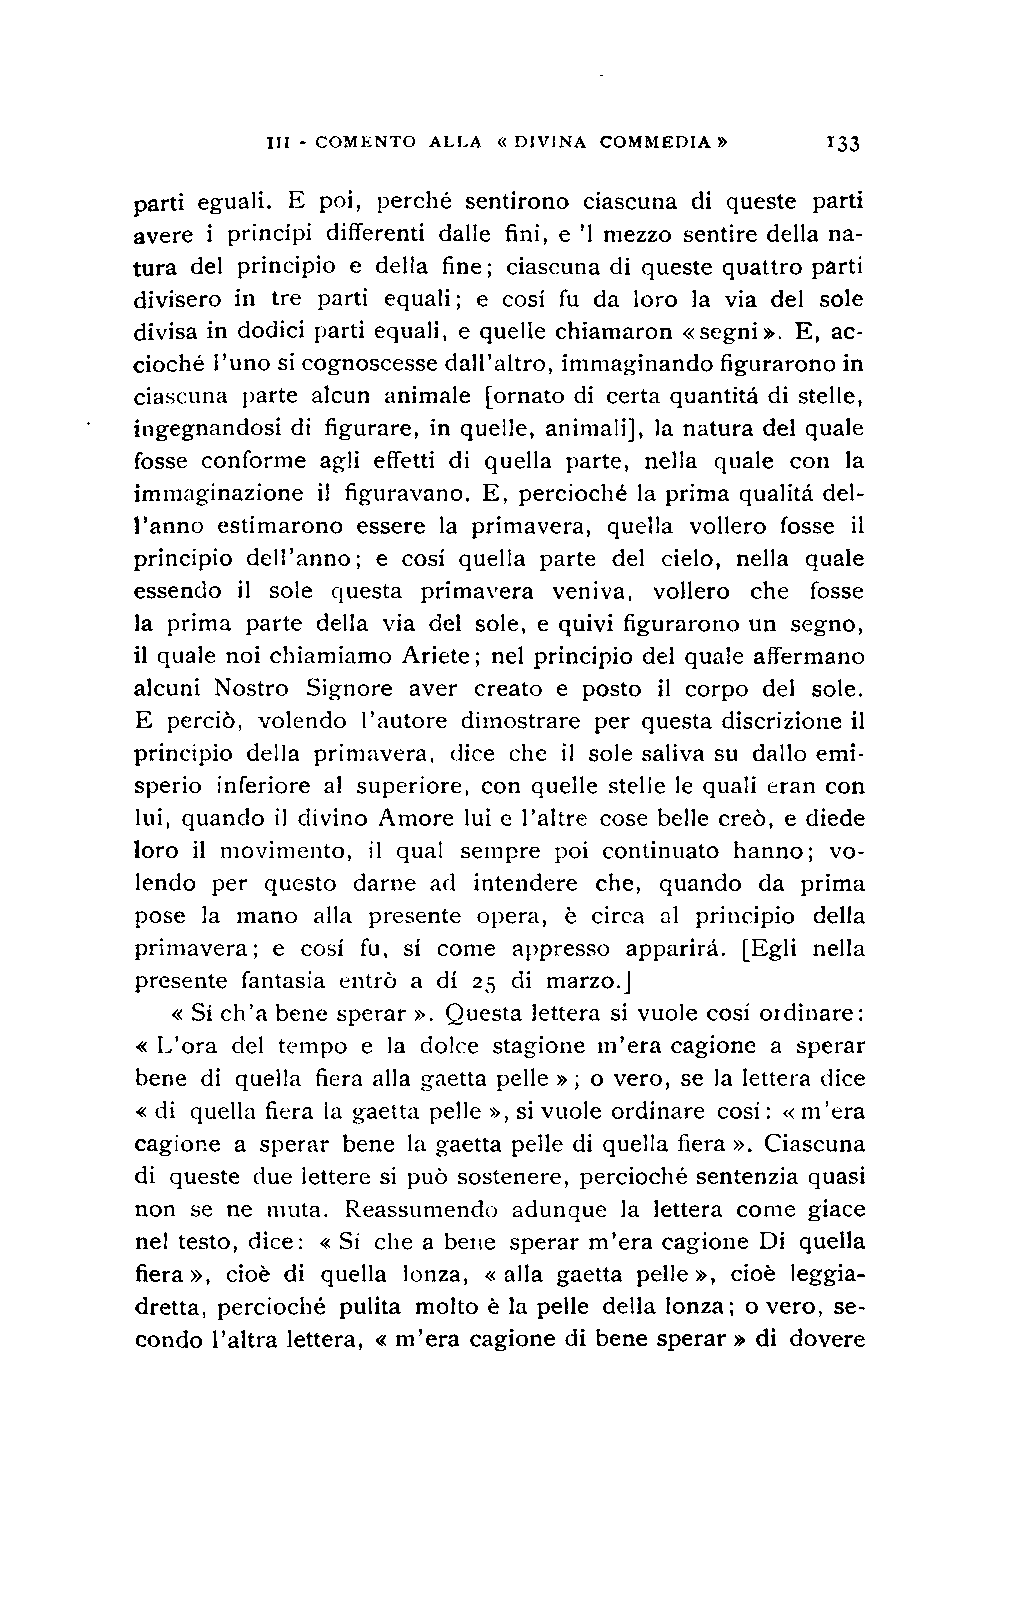 III - COMENTO ALLA « DIVINA COMMEDIA » 133
parti eguali. E poi, perché sentirono ciascuna di queste parti
avere i princípi differenti dalle fini, e 'l mezzo sentire della na-
tura del principio e della fine; ciascuna di queste quattro parti
divisero in tre parti equali; e cosí fu da loro la via del sole
divisa in dodici parti equali, e quelle chiamaron « segni ». E, ac-
cioché l'uno si cognoscesse dall'altro, immaginando figurarono in
ciascuna parte alcun animale [ornato di certa quantitá di stelle,
ingegnandosi di figurare, in quelle, animali], la natura del quale
fosse conforme agli effetti di quella parte, nella quale con la
immaginazione il figuravano. E, percioché la prima qualitá del-
l'anno estimarono essere la primavera, quella vollero fosse il
principio dell'anno; e cosí quella parte del cielo, nella quale
essendo il sole questa primavera veniva, vollero che fosse
la prima parte della via del sole, e quivi figurarono un segno,
il quale noi chiamiamo Ariete; nel principio del quale affermano
alcuni Nostro Signore aver creato e posto il corpo del sole.
E perciò, volendo l'autore dimostrare per questa discrizione il
principio della primavera, dice che il sole saliva su dallo emi-
sperio inferiore al superiore, con quelle stelle le quali eran con
lui, quando il divino Amore lui e l'altre cose belle creò, e diede
loro il movimento, il qual sempre poi continuato hanno; vo-
lendo per questo darne ad intendere che, quando da prima
pose la mano alla presente opera, è circa al principio della
primavera; e cosí fu, sí come appresso apparirá. [Egli nella
presente fantasia entrò a dí 25 di marzo.]
« Sí ch'a bene sperar ». Questa lettera si vuole cosí ordinare:
« L'ora del tempo e la dolce stagione m'era cagione a sperar
bene di quella fiera alla gaetta pelle » ; o vero, se la lettera dice
« di quella fiera la gaetta pelle », si vuole ordinare cosí: « m'era
cagione a sperar bene la gaetta pelle di quella fiera ». Ciascuna
di queste due lettere si può sostenere, percioché sentenzia quasi
non se ne muta. Reassumendo adunque la lettera come giace
nel testo, dice: « Sí che a bene sperar m'era cagione Di quella
fiera », cioè di quella lonza, « alla gaetta pelle », cioè leggia-
dretta, percioché pulita molto è la pelle della lonza; o vero, se-
condo l'altra lettera, « m'era cagione di bene sperar » di dovere